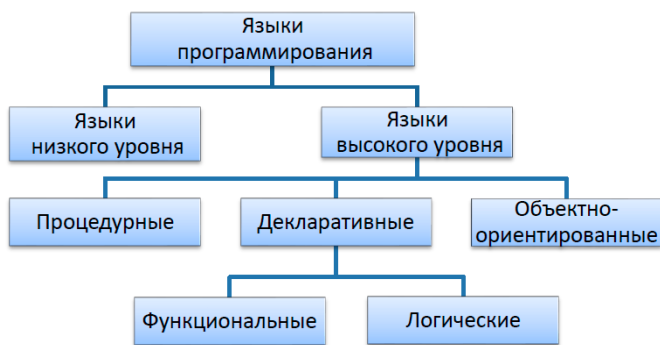 Языки
программирования
Языки
низкого уровня
Языки
высокого уровня
Процедурные
Декларативные
Объектно-
ориентированные
Функциональные
Логические